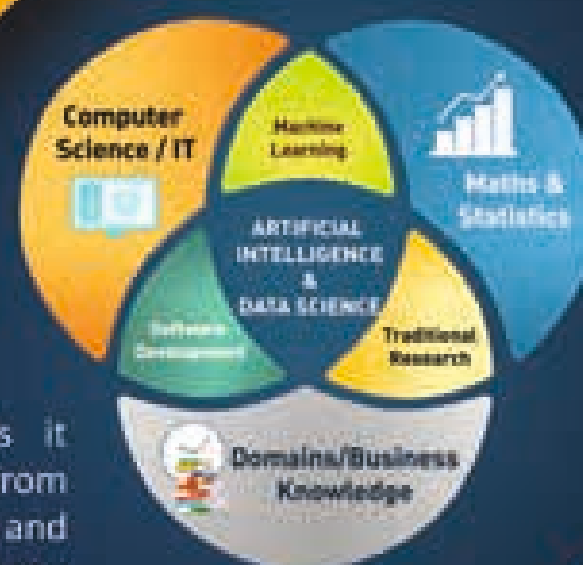 Computer
Science / IT
Machine
Learning
Maths &
Statistics
ARTIFICIAL
INTELLIGENCE
&
DATA SCIENCE
Software
Development
Traditional
Research
Domains/Business
Knowledge
s it
rom
and